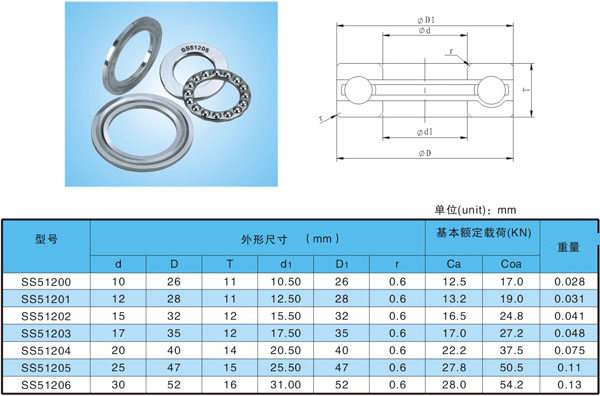 SS51205
ØD1
Ød
r
T
r
Ød1
ØD
单位(unit)：mm
型号 外形尺寸 (mm) 基本额定载荷(KN) 重量
d D T d1 D1 r Ca Coa
SS51200 10 26 11 10.50 26 0.6 12.5 17.0 0.028
SS51201 12 28 11 12.50 28 0.6 13.2 19.0 0.031
SS51202 15 32 12 15.50 32 0.6 16.5 24.8 0.041
SS51203 17 35 12 17.50 35 0.6 17.0 27.2 0.048
SS51204 20 40 14 20.50 40 0.6 22.2 37.5 0.075
SS51205 25 47 15 25.50 47 0.6 27.8 50.5 0.11
SS51206 30 52 16 31.00 52 0.6 28.0 54.2 0.13